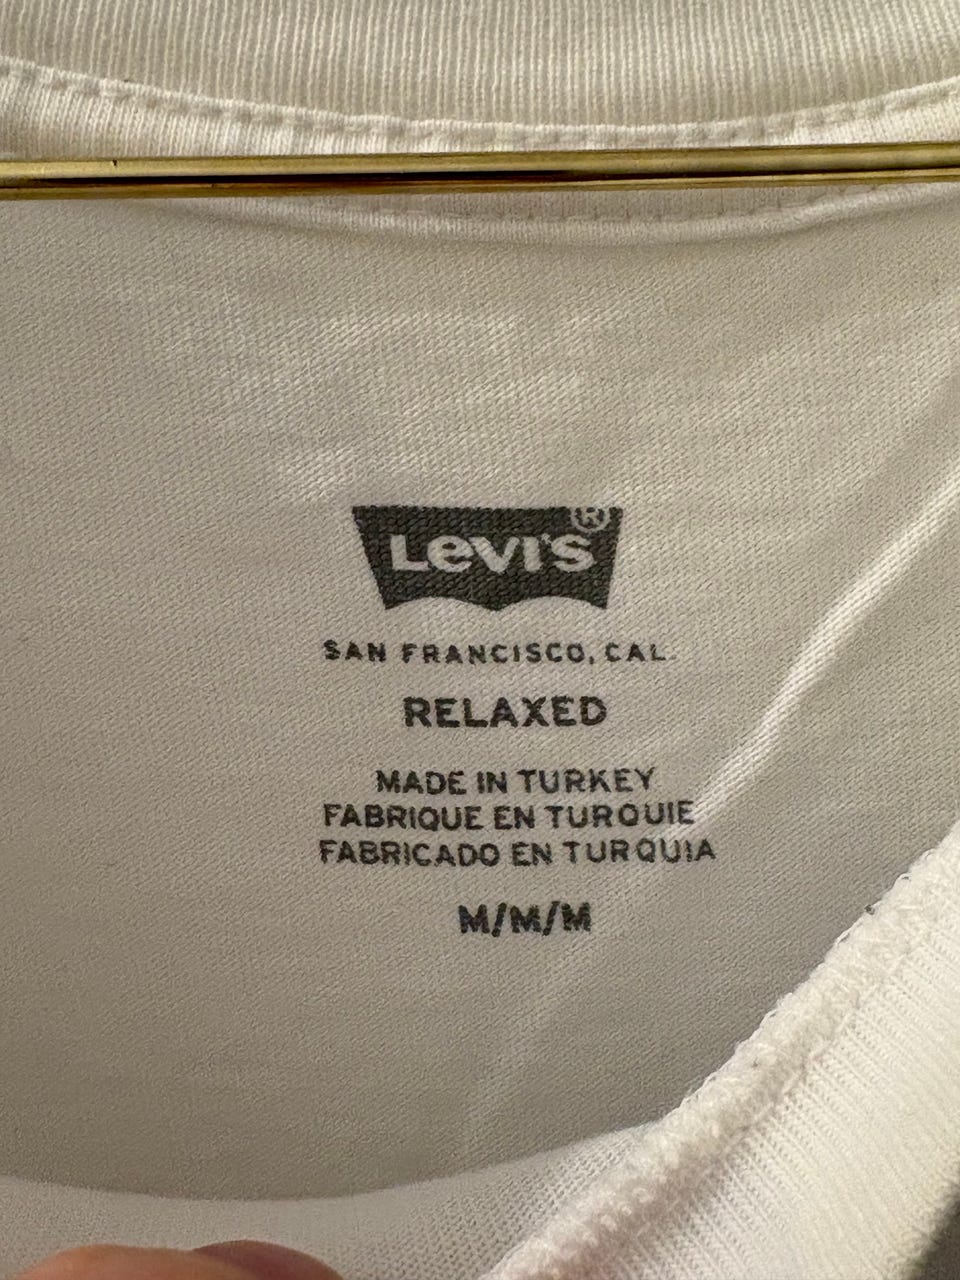 Levi's®
SAN FRANCISCO, CAL.
RELAXED
MADE IN TURKEY
FABRIQUE EN TURQUIE
FABRICADO EN TURQUIA
M/M/M